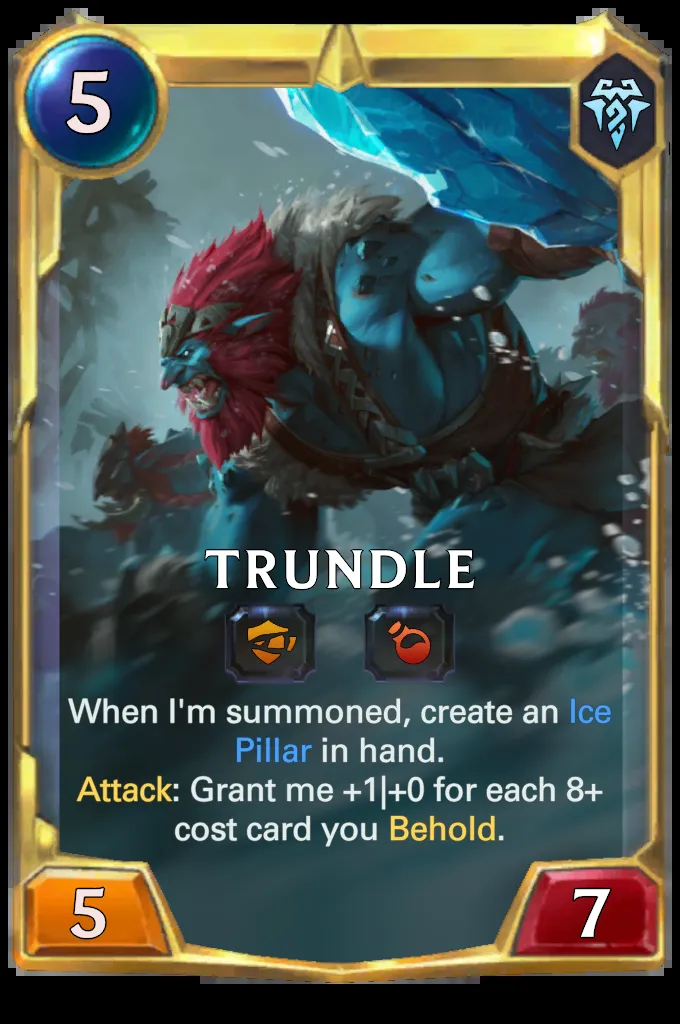 5
TRUNDLE
When I'm summoned, create an Ice
Pillar in hand.
Attack: Grant me +1|+0 for each 8+
cost card you Behold.
5
7